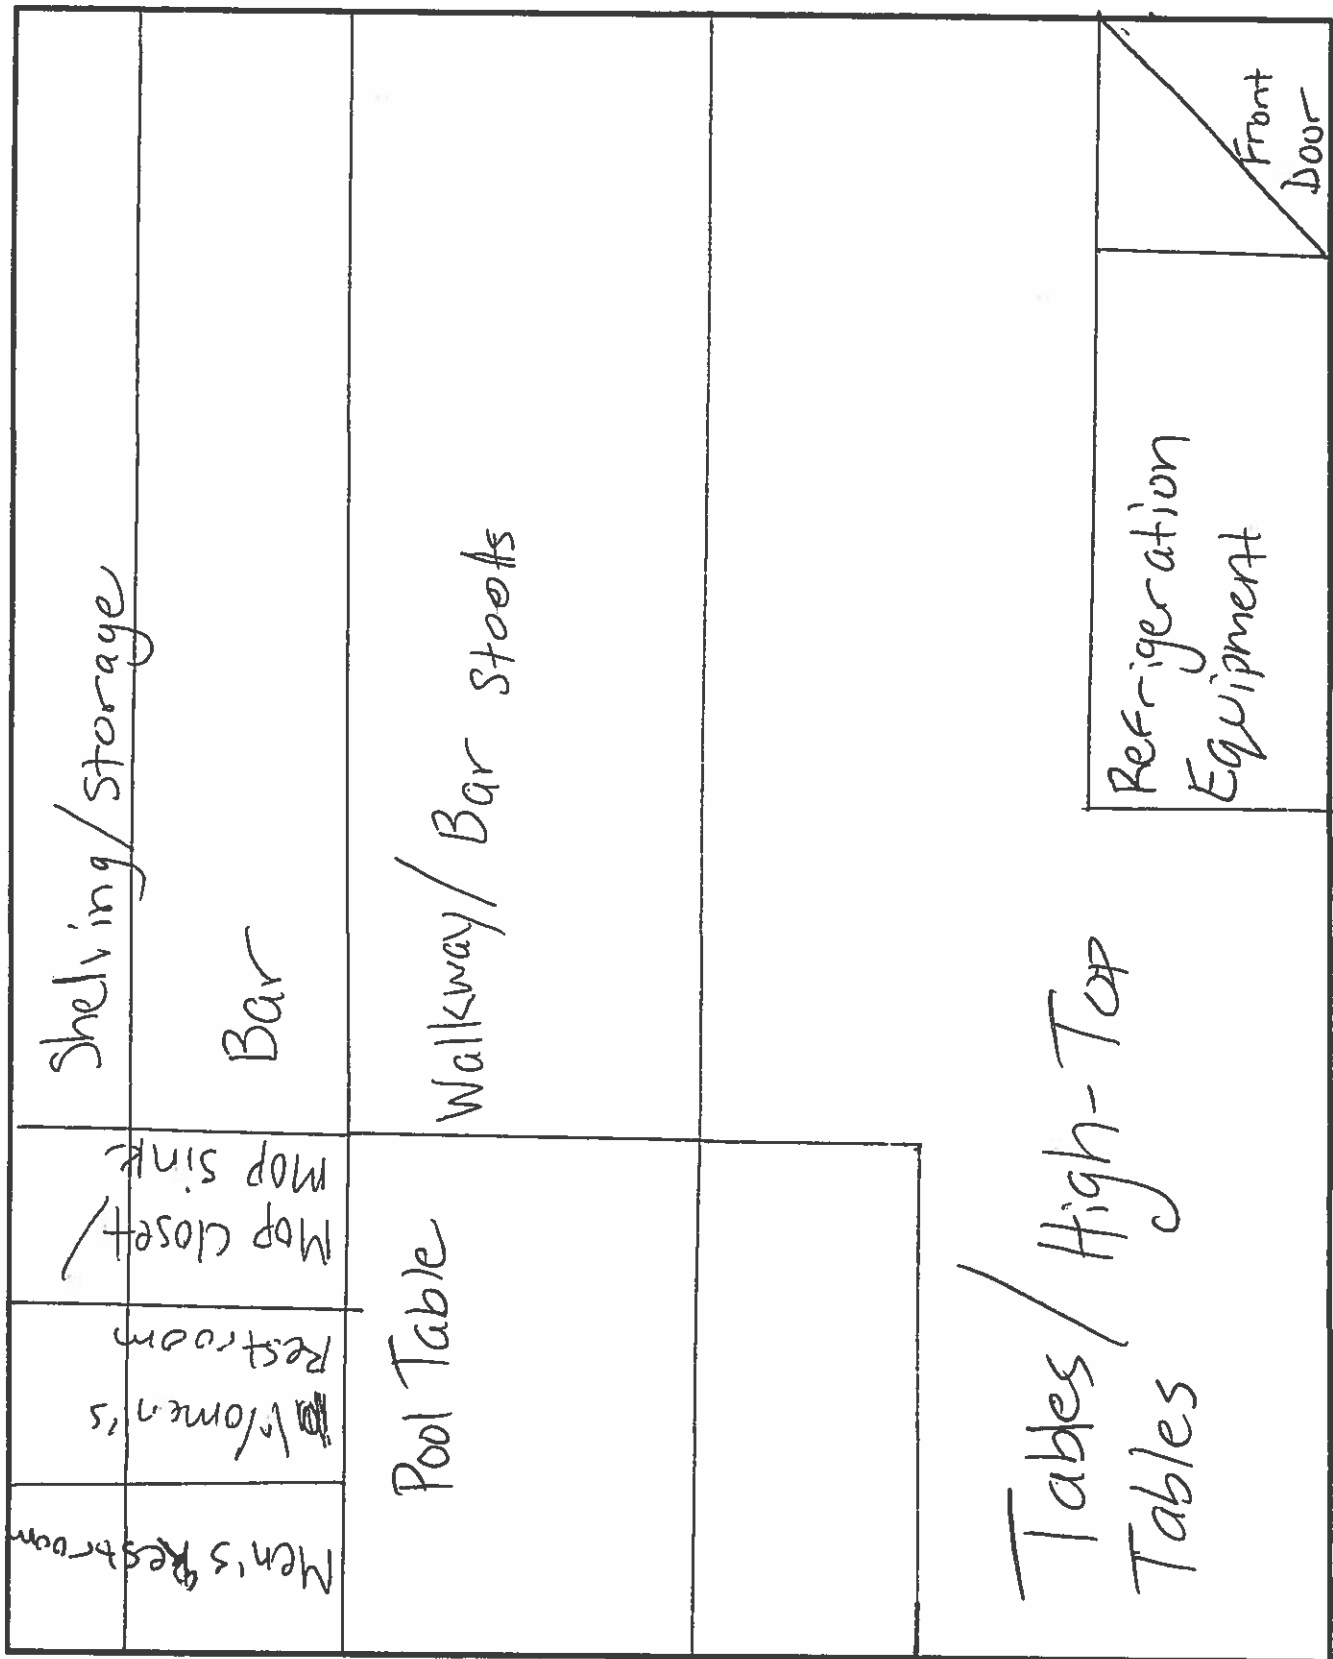 Shelving/Storage
Bar
Walkway/Bar Stools
Mop Closet/
Mop Sink
Women's
Restroom
Men's Restroom
Pool Table
Tables/High-Top
Tables
Refrigeration
Equipment
Front
Door